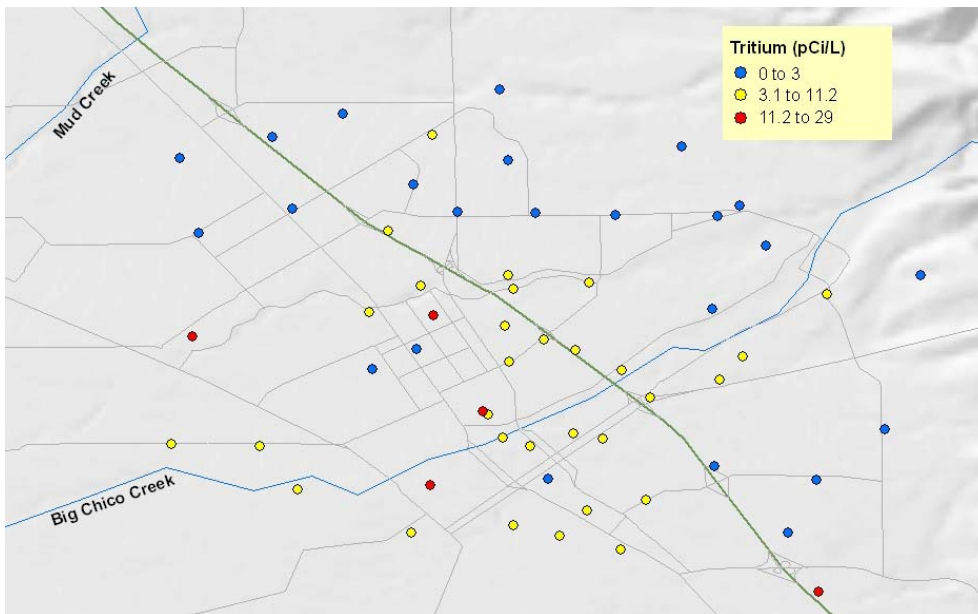 Tritium (pCi/L)
0 to 3
3.1 to 11.2
11.2 to 29
Mud Creek
Big Chico Creek